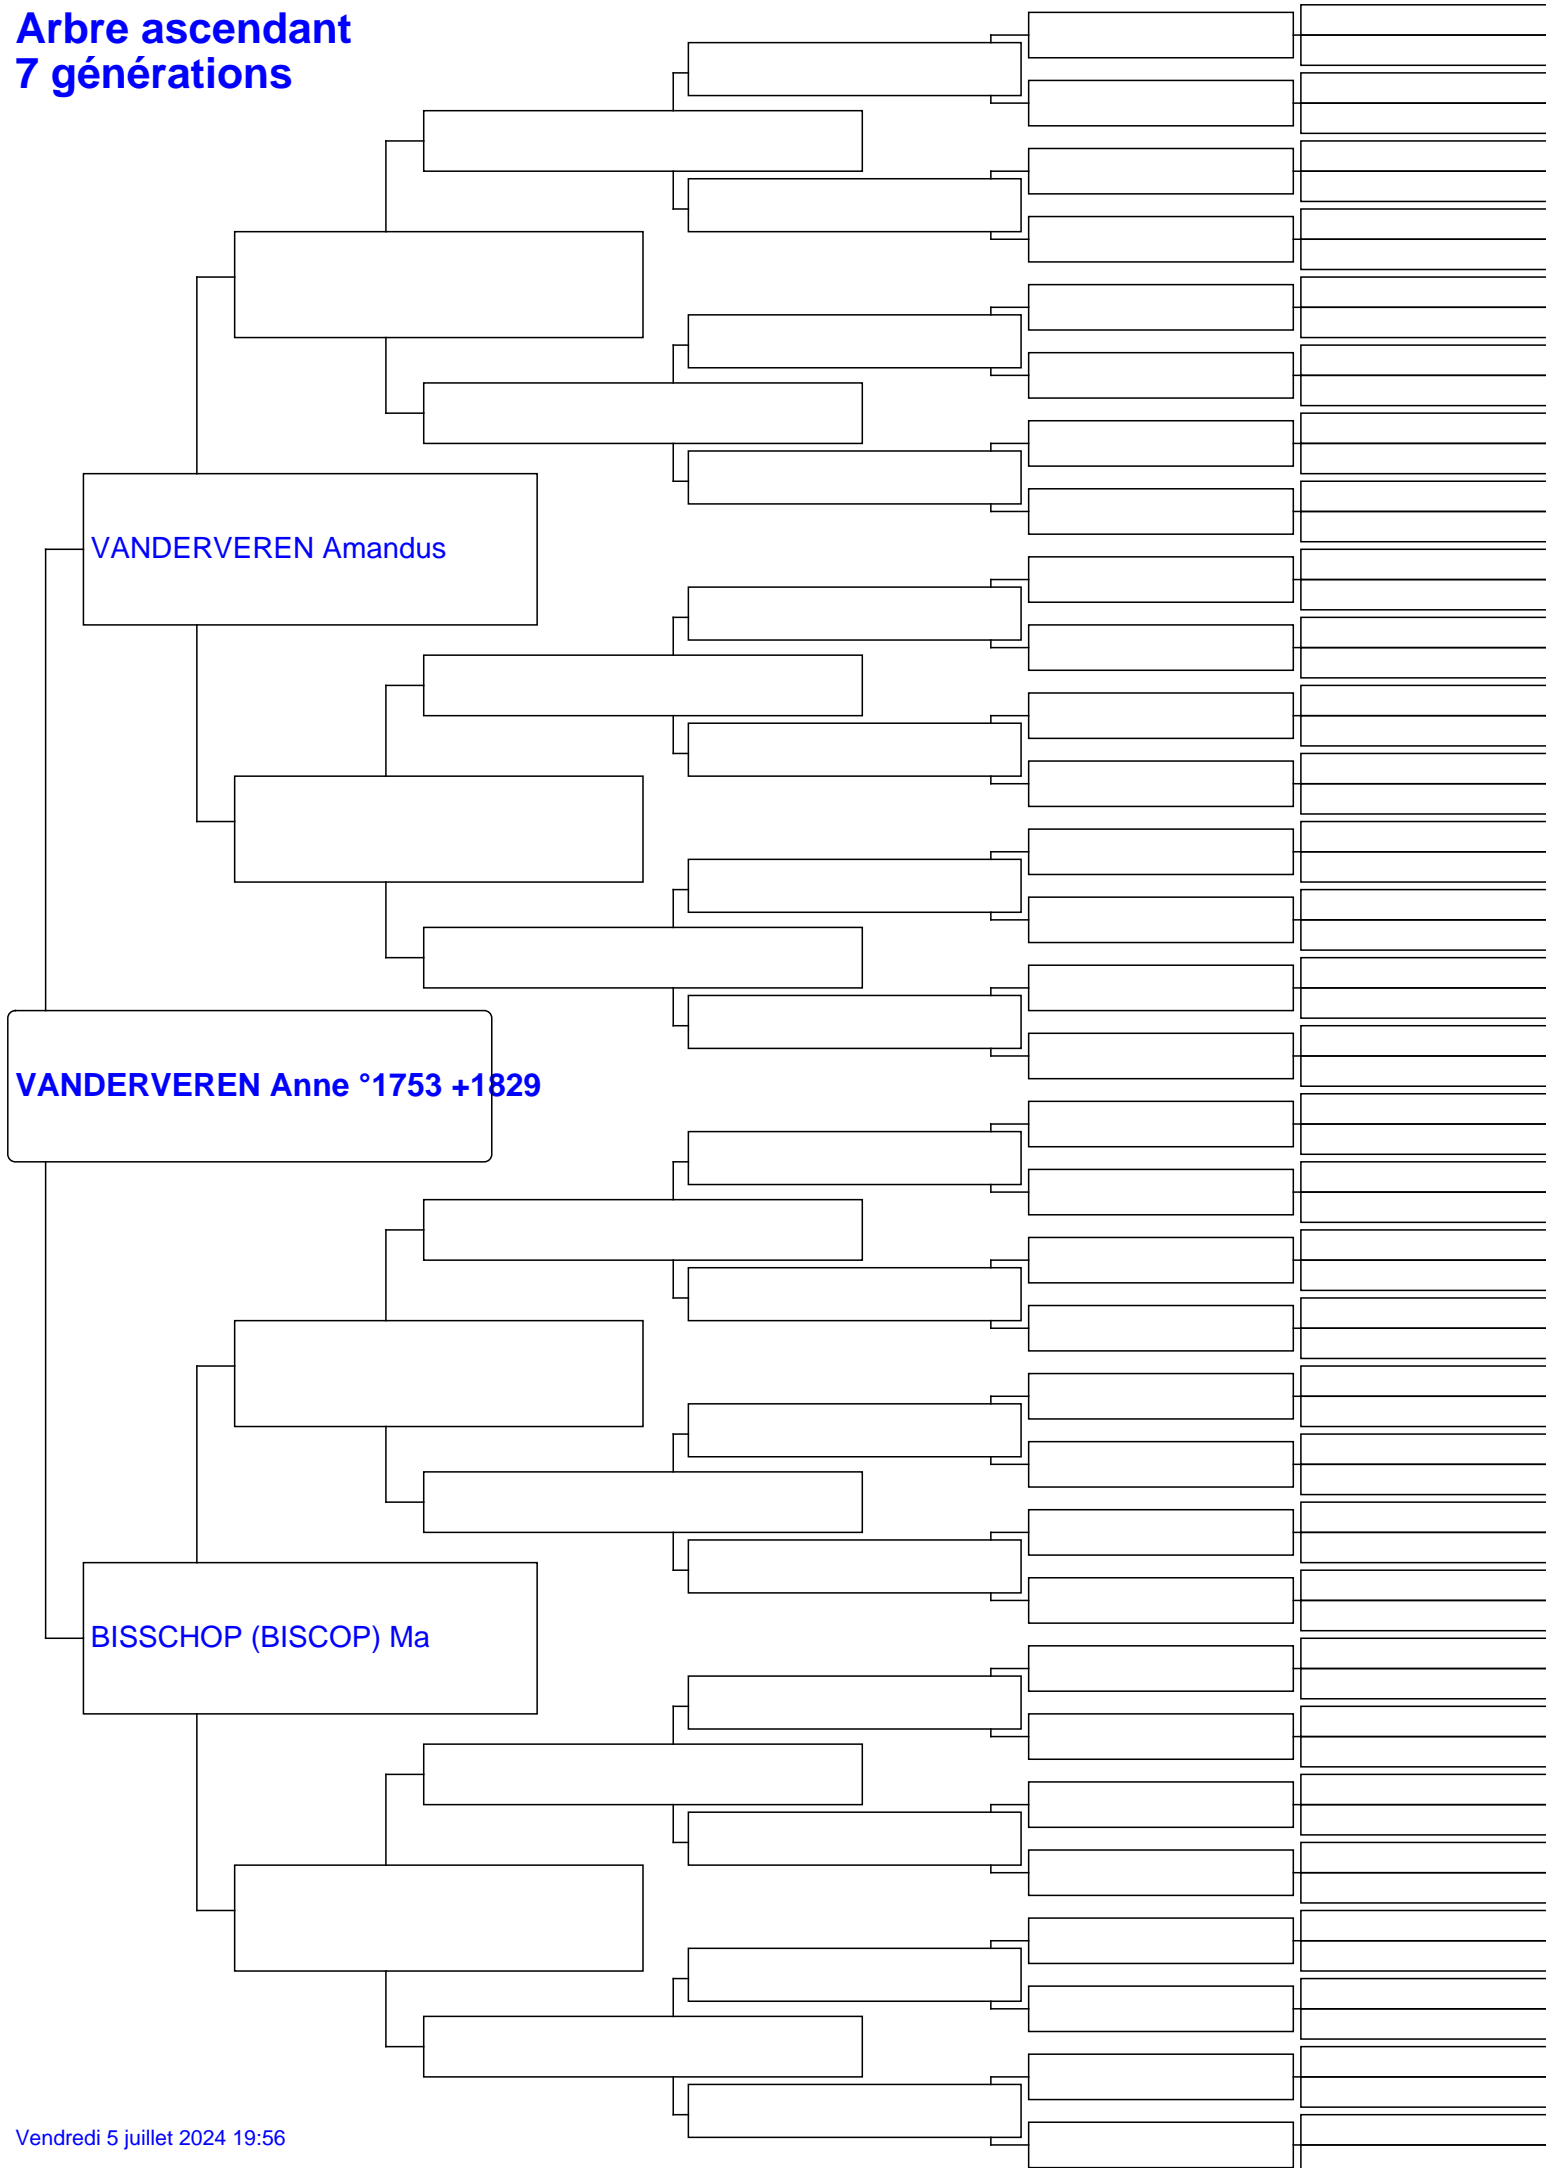 Arbre ascendant
7 générations
VANDERVEREN Amandus
VANDERVEREN Anne °1753 +1829
BISSCHOP (BISCOP) Ma
Vendredi 5 juillet 2024 19:56